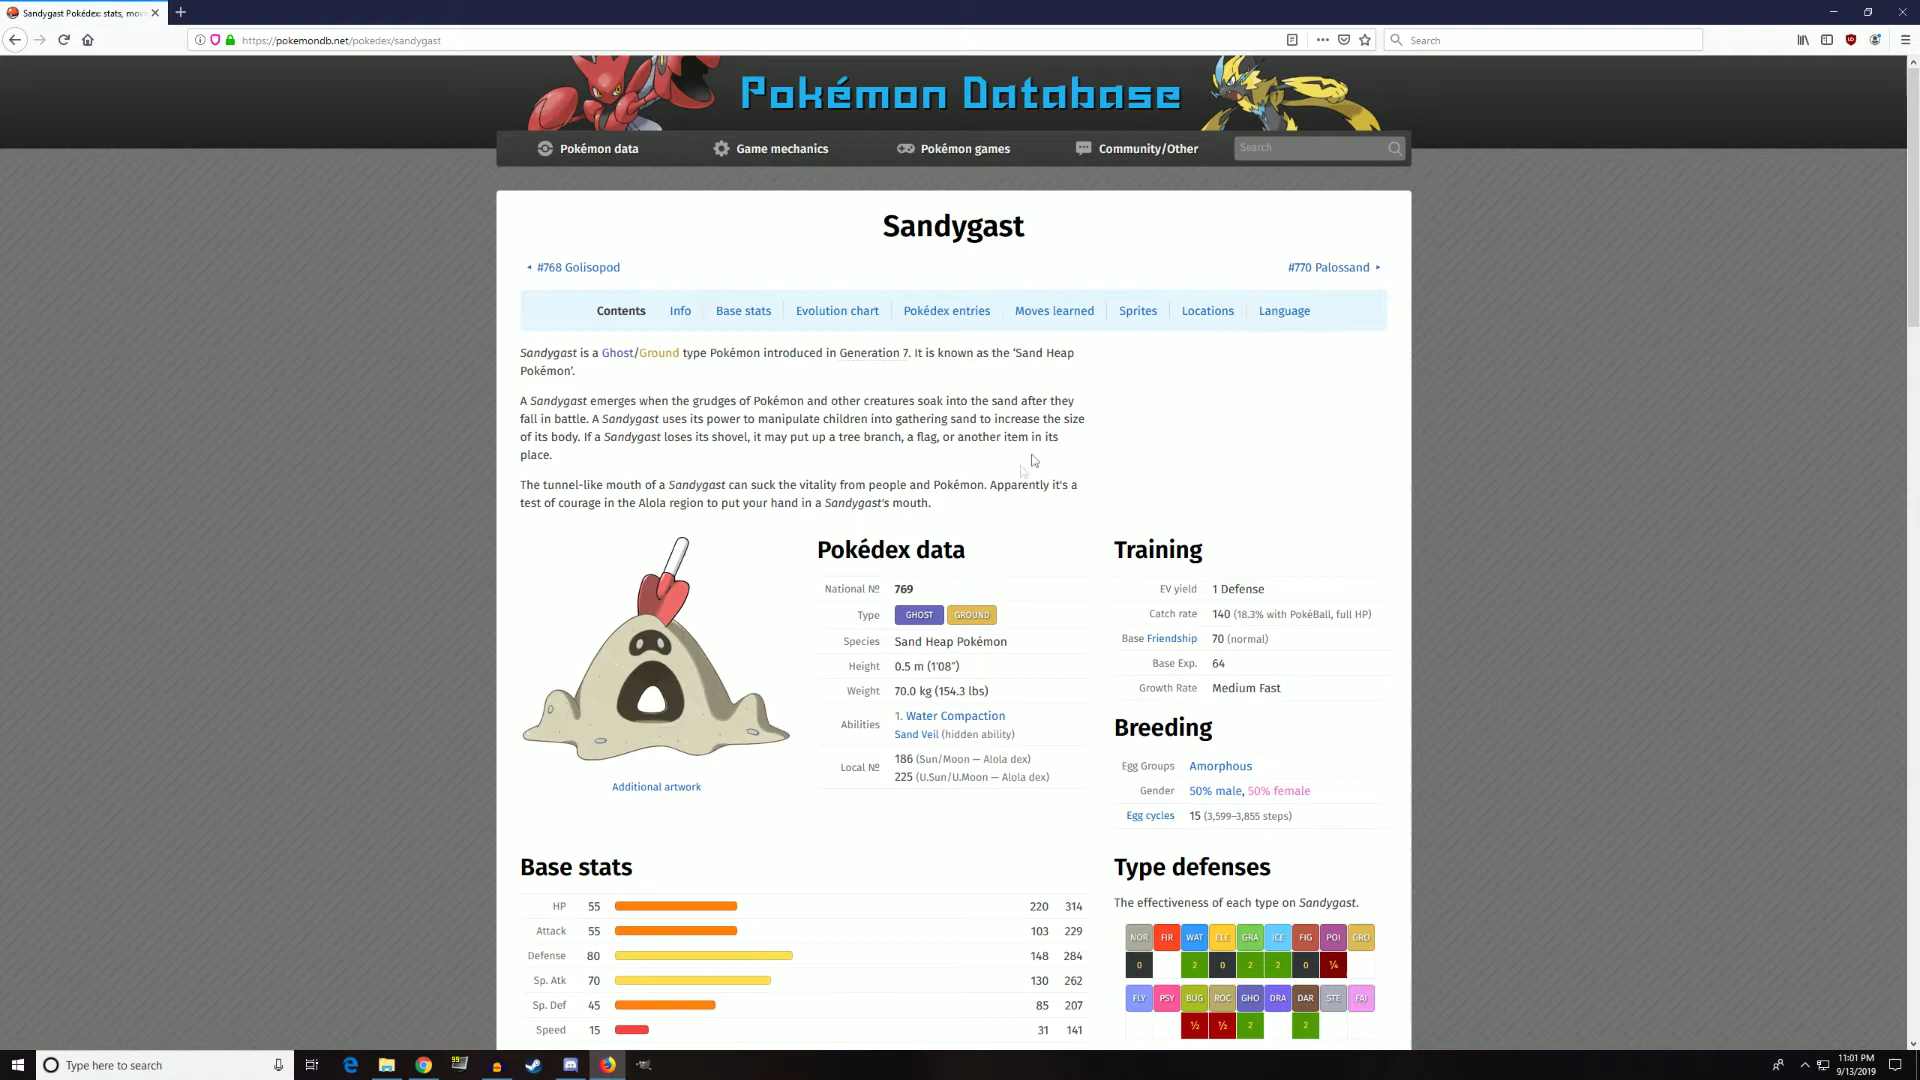 Sandygast Pokédex: stats, mov
https://pokemondb.net/pokedex/sandygast
Search
Pokémon Database
Pokémon data
Game mechanics
Pokémon games
Community/Other
Search
Sandygast
#768 Golisopod
#770 Palossand
Contents Info Base stats Evolution chart Pokédex entries Moves learned Sprites Locations Language
Sandygast is a Ghost/Ground type Pokémon introduced in Generation 7. It is known as the ‘Sand Heap
Pokémon’.
A Sandygast emerges when the grudges of Pokémon and other creatures soak into the sand after they
fall in battle. A Sandygast uses its power to manipulate children into gathering sand to increase the size
of its body. If a Sandygast loses its shovel, it may put up a tree branch, a flag, or another item in its
place.
The tunnel-like mouth of a Sandygast can suck the vitality from people and Pokémon. Apparently it's a
test of courage in the Alola region to put your hand in a Sandygast's mouth.
Additional artwork
Pokédex data
National № 769
Type GHOST GROUND
Species Sand Heap Pokémon
Height 0.5 m (1′08″)
Weight 70.0 kg (154.3 lbs)
Abilities 1. Water Compaction
Sand Veil (hidden ability)
Local № 186 (Sun/Moon — Alola dex)
225 (U.Sun/U.Moon — Alola dex)
Training
EV yield 1 Defense
Catch rate 140 (18.3% with PokéBall, full HP)
Base Friendship 70 (normal)
Base Exp. 64
Growth Rate Medium Fast
Breeding
Egg Groups Amorphous
Gender 50% male, 50% female
Egg cycles 15 (3,599–3,855 steps)
Base stats
HP 55 220 314
Attack 55 103 229
Defense 80 148 284
Sp. Atk 70 130 262
Sp. Def 45 85 207
Speed 15 31 141
Type defenses
The effectiveness of each type on Sandygast.
NOR FIR WAT ELE GRA ICE FIG POI GRO
0 2 0 2 2 0 ¼
FLY PSY BUG ROC GHO DRA DAR STE FAI
½ ½ 2 2
Type here to search
11:01 PM
9/13/2019